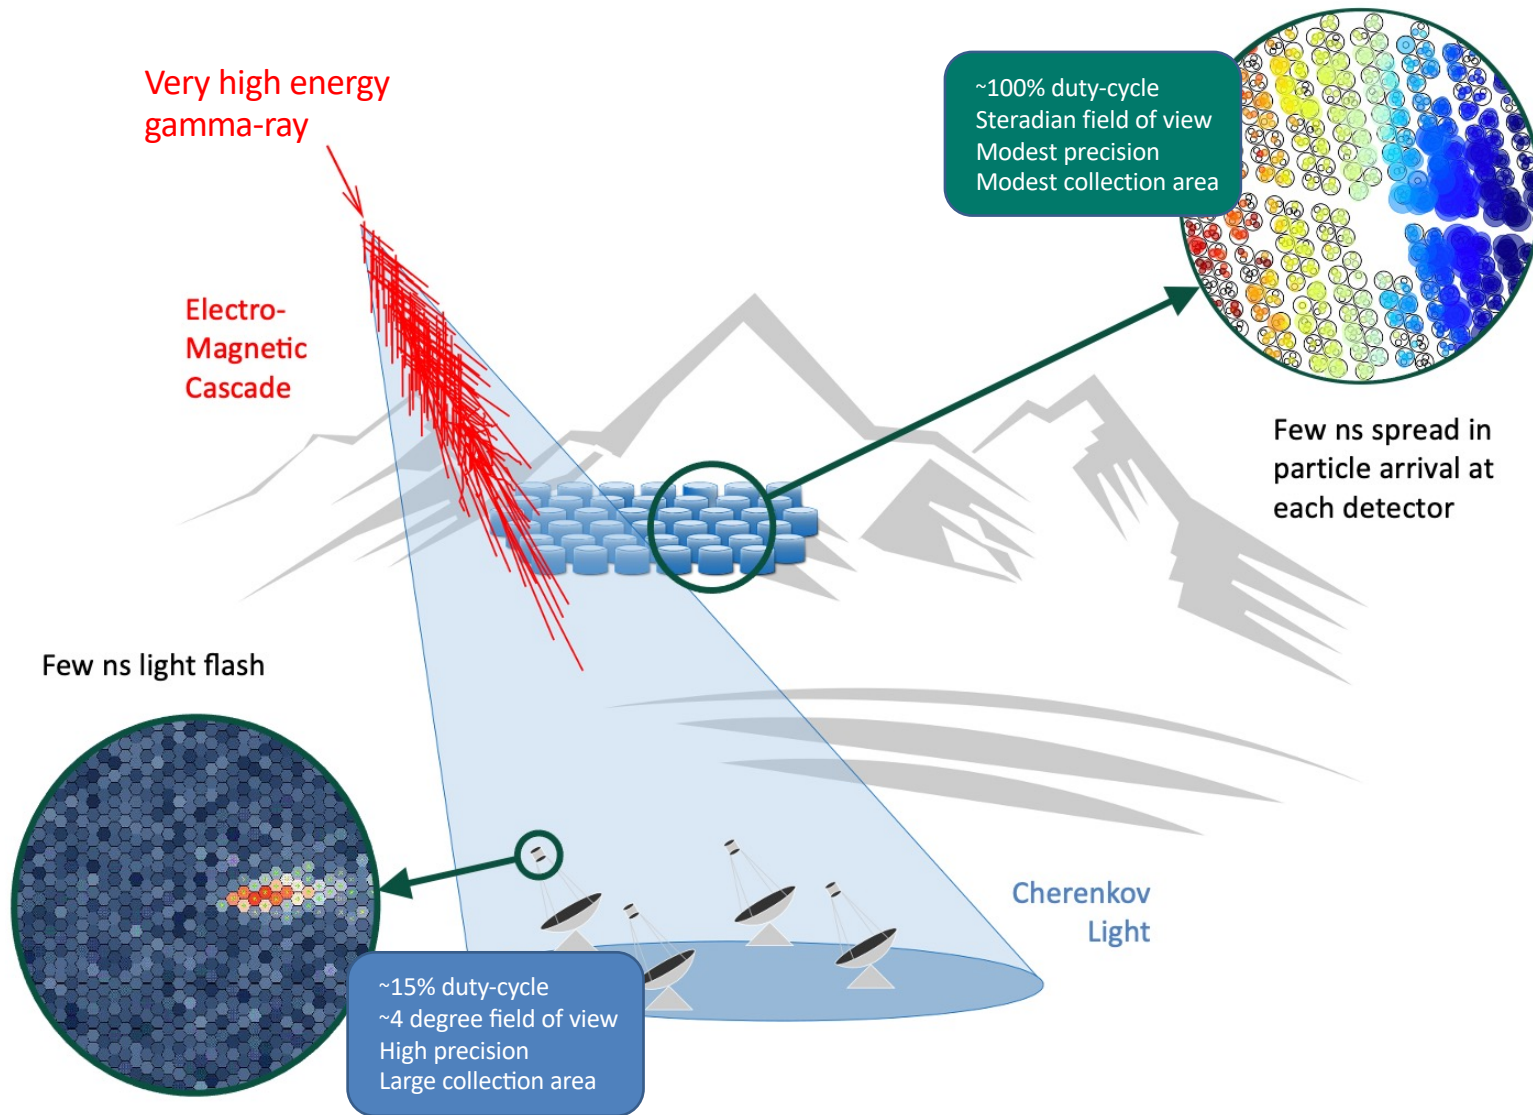 Very high energy
gamma-ray
~100% duty-cycle
Steradian field of view
Modest precision
Modest collection area
Electro-
Magnetic
Cascade
Few ns spread in
particle arrival at
each detector
Few ns light flash
Cherenkov
Light
~15% duty-cycle
~4 degree field of view
High precision
Large collection area